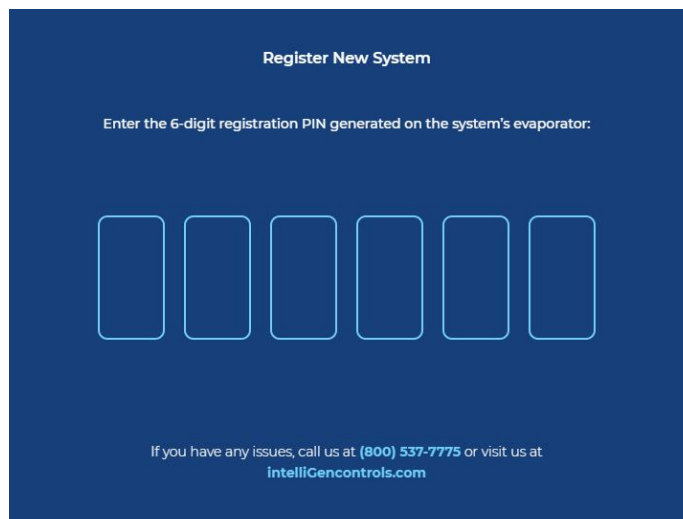 Register New System
Enter the 6-digit registration PIN generated on the system's evaporator:
If you have any issues, call us at (800) 537-7775 or visit us at
intelliGencontrols.com